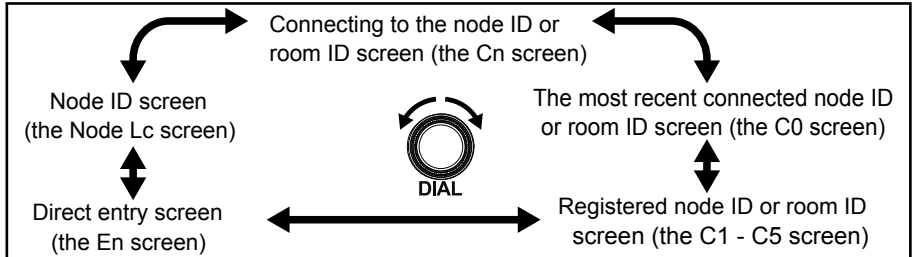 Connecting to the node ID or
room ID screen (the Cn screen)
Node ID screen
(the Node Lc screen)
The most recent connected node ID
or room ID screen (the C0 screen)
DIAL
Direct entry screen
(the En screen)
Registered node ID or room ID
screen (the C1 - C5 screen)